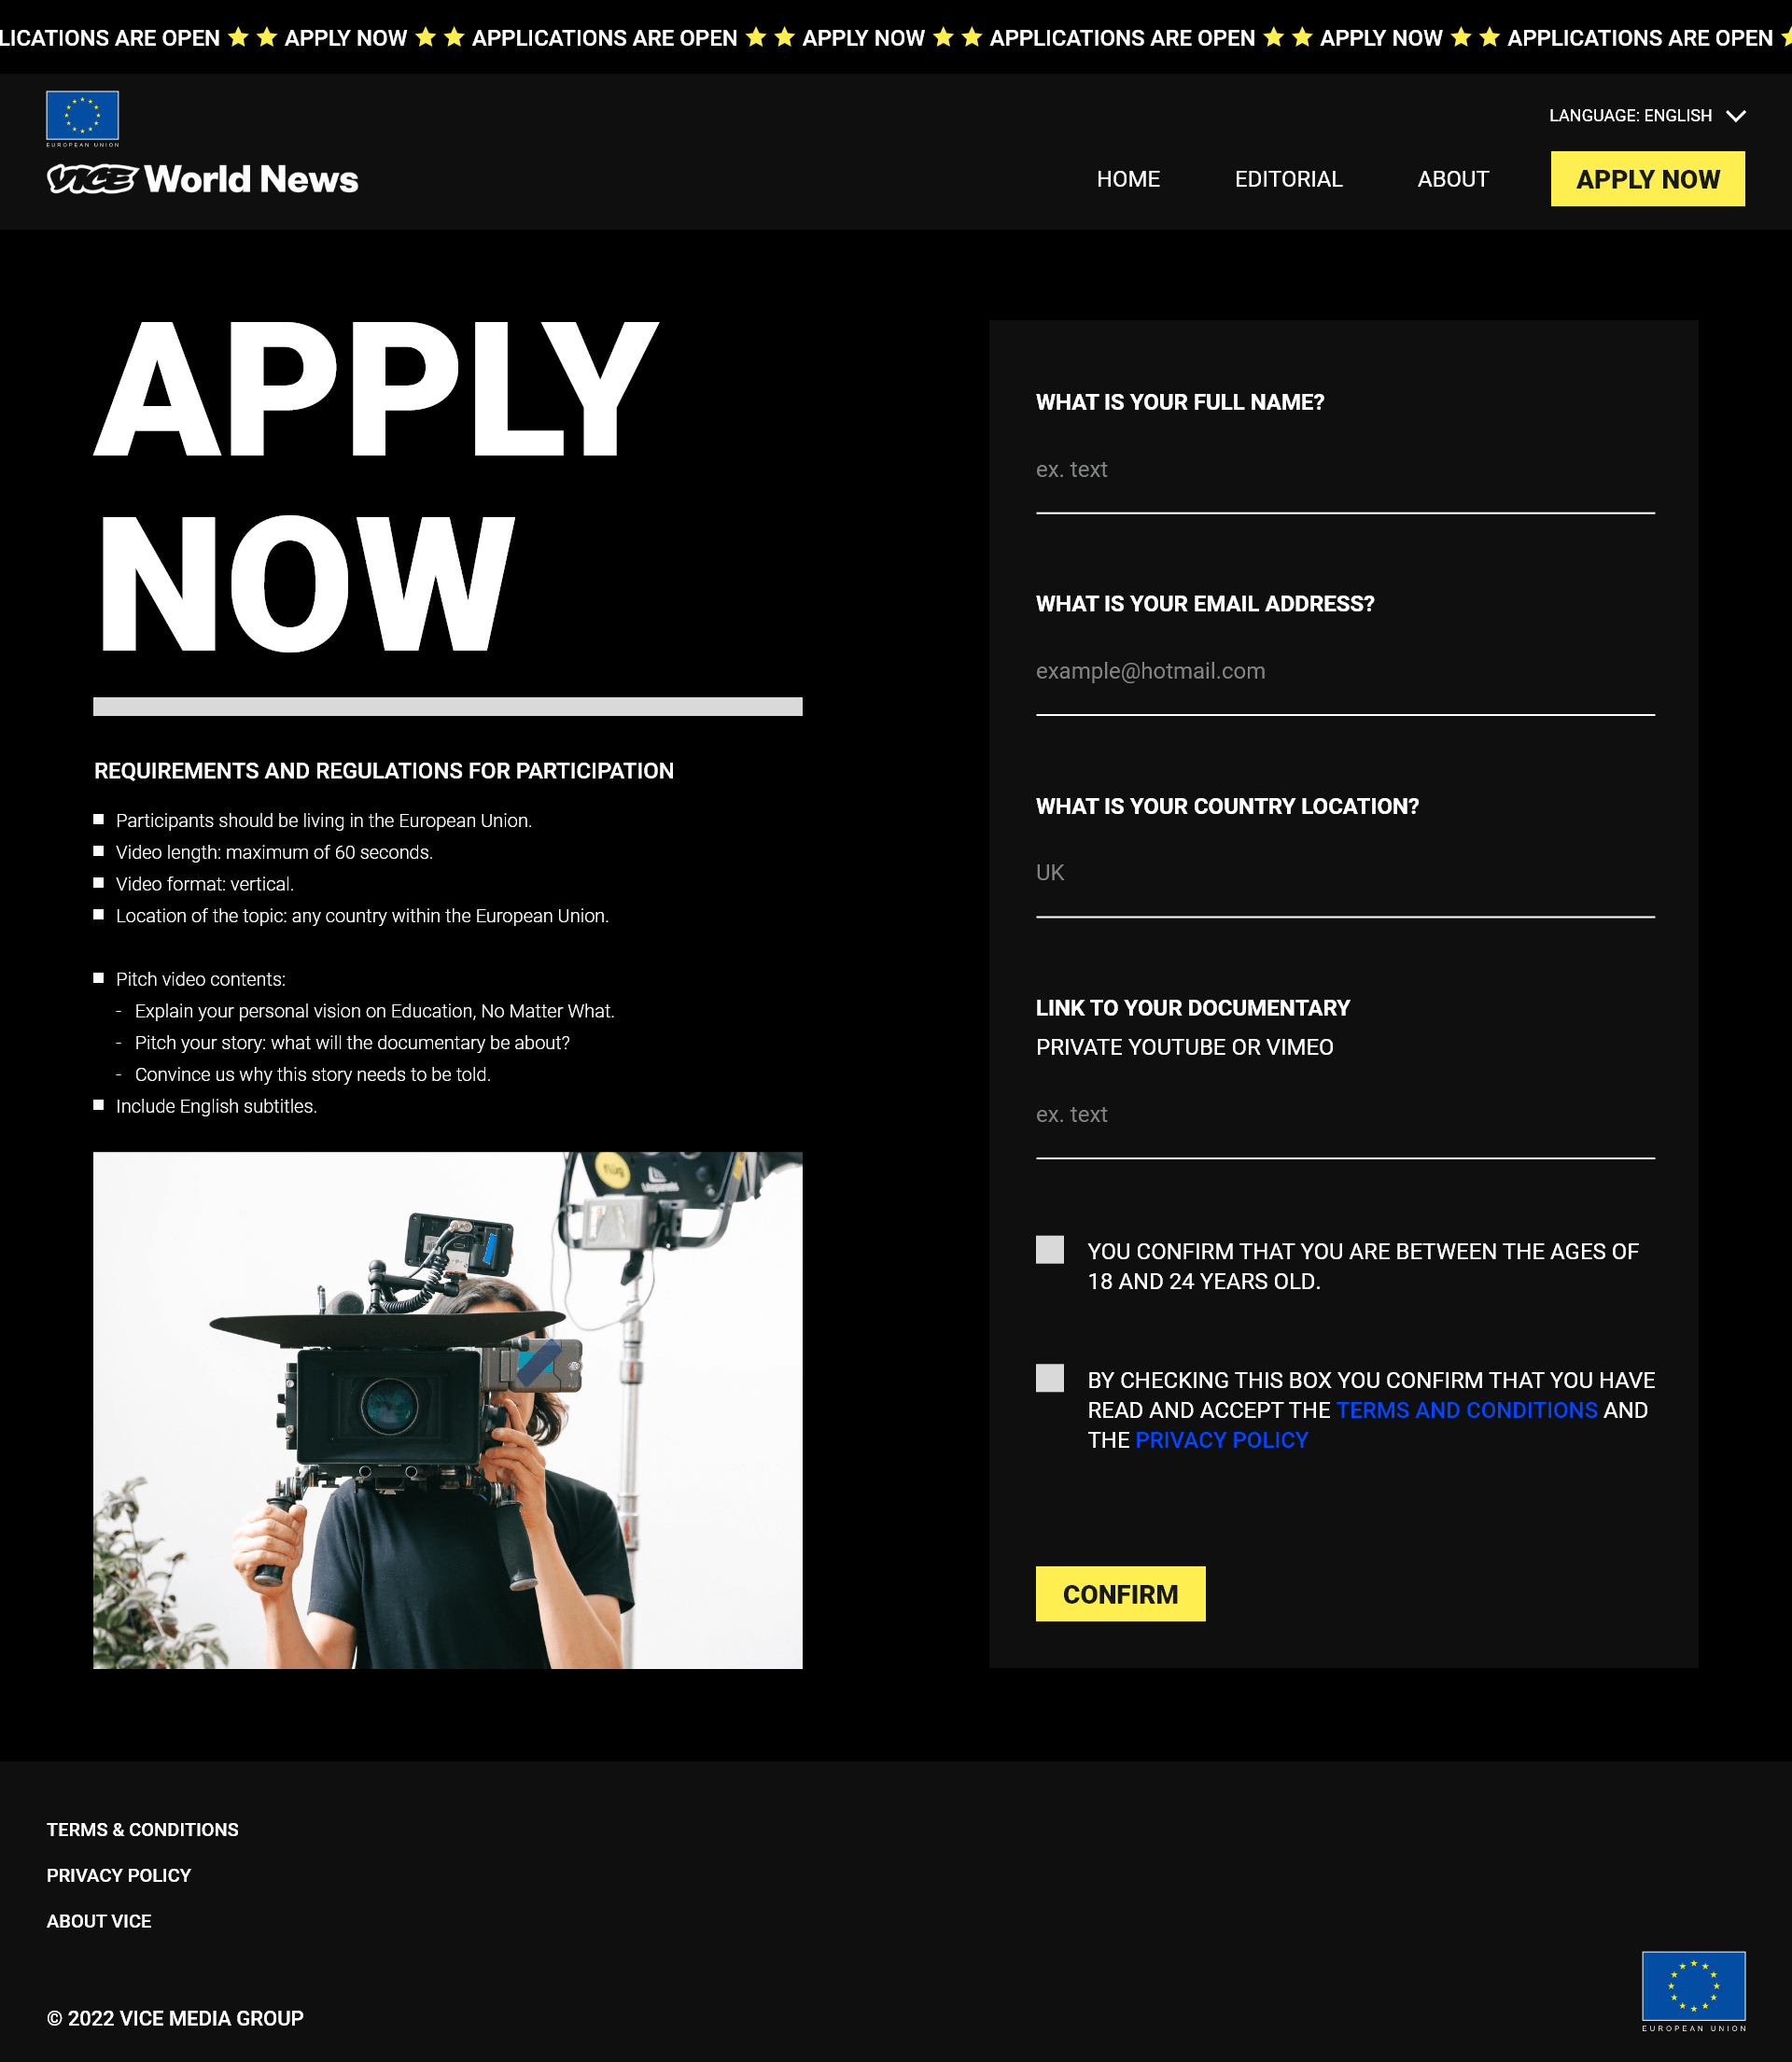 LICATIONS ARE OPEN ★ ★ APPLY NOW ★ ★ APPLICATIONS ARE OPEN ★ ★ APPLY NOW ★ ★ APPLICATIONS ARE OPEN ★ ★ APPLY NOW ★ ★ APPLICATIONS ARE OPEN ★
EUROPEAN UNION
LANGUAGE: ENGLISH
VICE World News
HOME EDITORIAL ABOUT APPLY NOW
APPLY
NOW
REQUIREMENTS AND REGULATIONS FOR PARTICIPATION
Participants should be living in the European Union.
Video length: maximum of 60 seconds.
Video format: vertical.
Location of the topic: any country within the European Union.
Pitch video contents:
- Explain your personal vision on Education, No Matter What.
- Pitch your story: what will the documentary be about?
- Convince us why this story needs to be told.
Include English subtitles.
WHAT IS YOUR FULL NAME?
ex. text
WHAT IS YOUR EMAIL ADDRESS?
example@hotmail.com
WHAT IS YOUR COUNTRY LOCATION?
UK
LINK TO YOUR DOCUMENTARY
PRIVATE YOUTUBE OR VIMEO
ex. text
YOU CONFIRM THAT YOU ARE BETWEEN THE AGES OF
18 AND 24 YEARS OLD.
BY CHECKING THIS BOX YOU CONFIRM THAT YOU HAVE
READ AND ACCEPT THE TERMS AND CONDITIONS AND
THE PRIVACY POLICY
CONFIRM
TERMS & CONDITIONS
PRIVACY POLICY
ABOUT VICE
© 2022 VICE MEDIA GROUP
EUROPEAN UNION